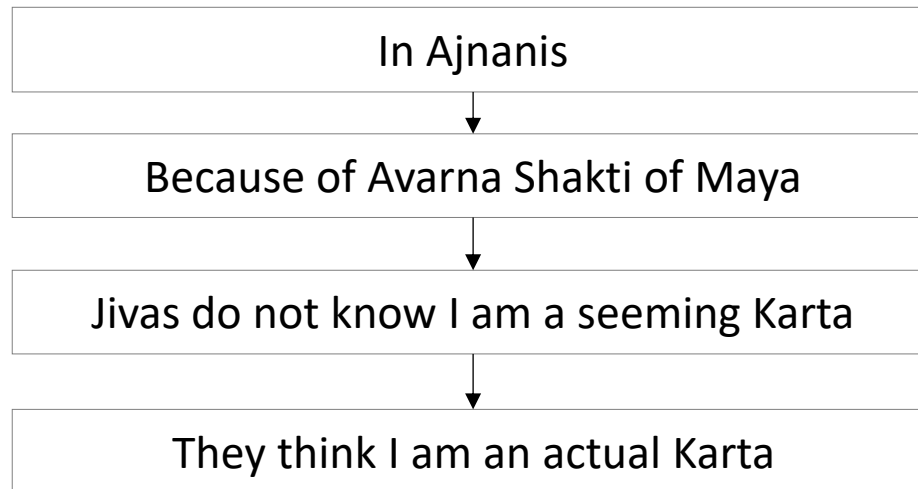 In Ajnanis
Because of Avarna Shakti of Maya
Jivas do not know I am a seeming Karta
They think I am an actual Karta